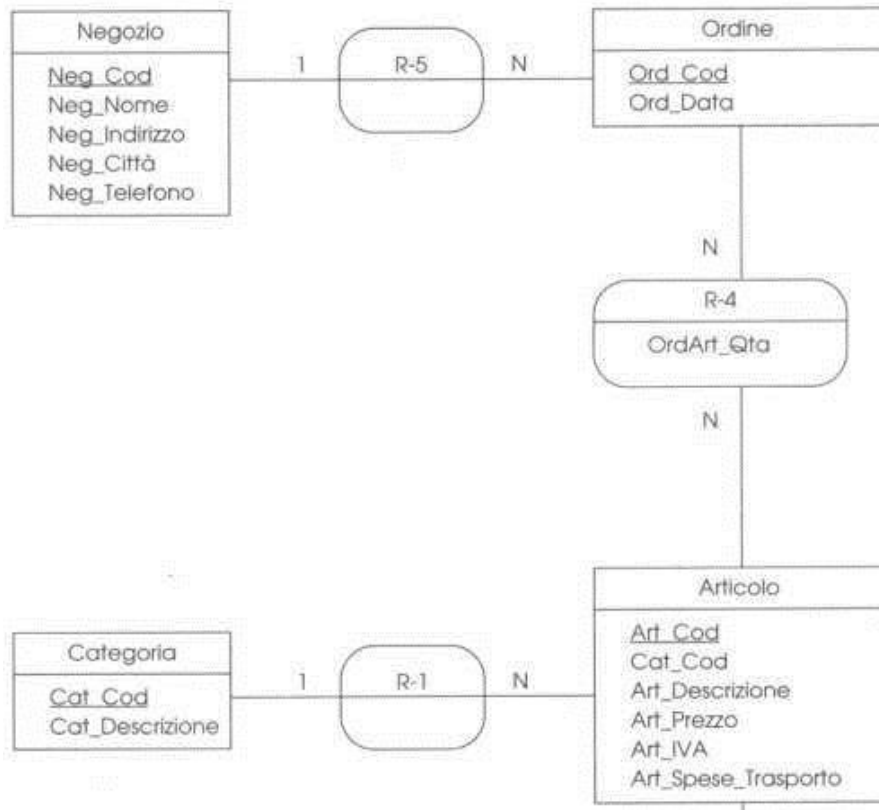 Negozio
Neg_Cod
Neg_Nome
Neg_Indirizzo
Neg_Città
Neg_Telefono
1
R-5
N
Ordine
Ord_Cod
Ord_Data
N
R-4
OrdArt_Qta
N
Categoria
Cat_Cod
Cat_Descrizione
1
R-1
N
Articolo
Art_Cod
Cat_Cod
Art_Descrizione
Art_Prezzo
Art_IVA
Art_Spese_Trasporto